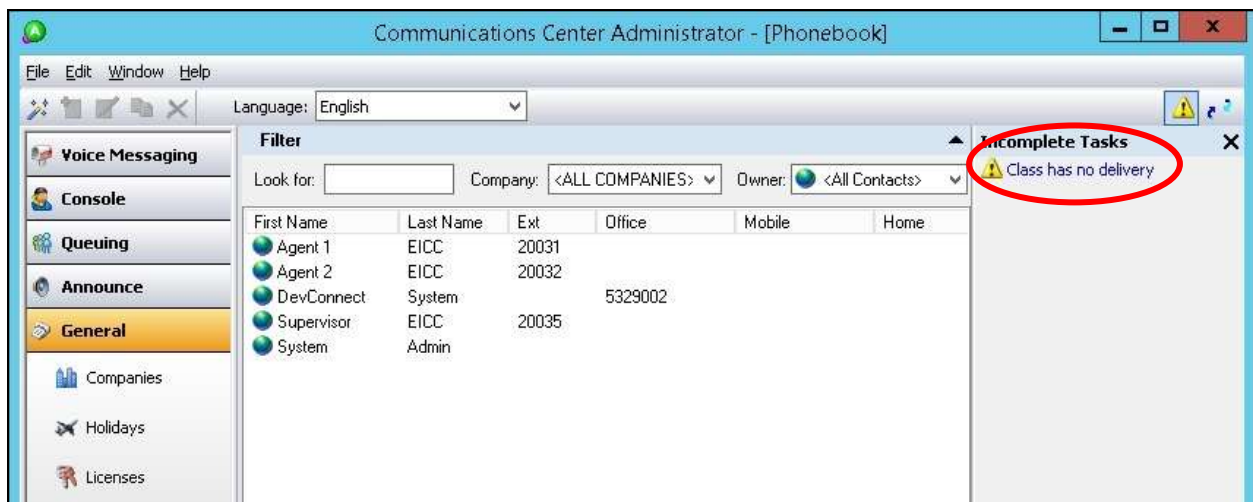 Communications Center Administrator - [Phonebook]
File Edit Window Help
Language: English
Voice Messaging
Console
Queuing
Announce
General
Companies
Holidays
Licenses
Filter
Look for: Company: <ALL COMPANIES> Owner: <All Contacts>
First Name Last Name Ext Office Mobile Home
Agent 1 EICC 20031
Agent 2 EICC 20032
DevConnect System 5329002
Supervisor EICC 20035
System Admin
Incomplete Tasks
Class has no delivery